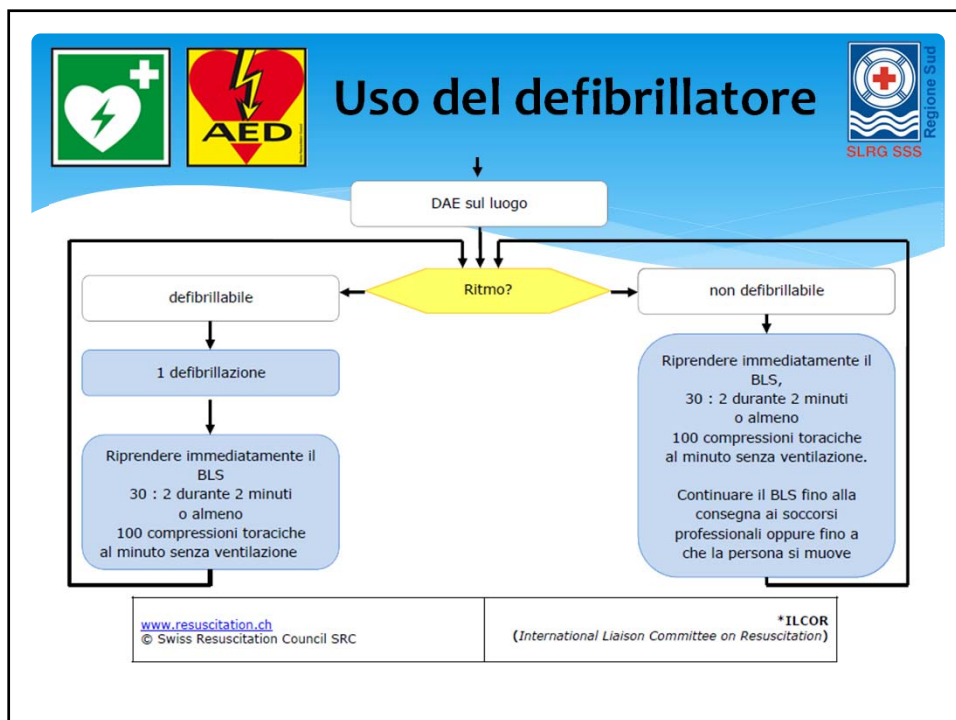 Uso del defibrillatore
AED
Regione Sud
SLRG SSS
DAE sul luogo
Ritmo?
defibrillabile
non defibrillabile
1 defibrillazione
Riprendere immediatamente il
BLS
30 : 2 durante 2 minuti
o almeno
100 compressioni toraciche
al minuto senza ventilazione
Riprendere immediatamente il
BLS,
30 : 2 durante 2 minuti
o almeno
100 compressioni toraciche
al minuto senza ventilazione.
Continuare il BLS fino alla
consegna ai soccorsi
professionali oppure fino a
che la persona si muove
www.resuscitation.ch
© Swiss Resuscitation Council SRC
*ILCOR
(International Liaison Committee on Resuscitation)